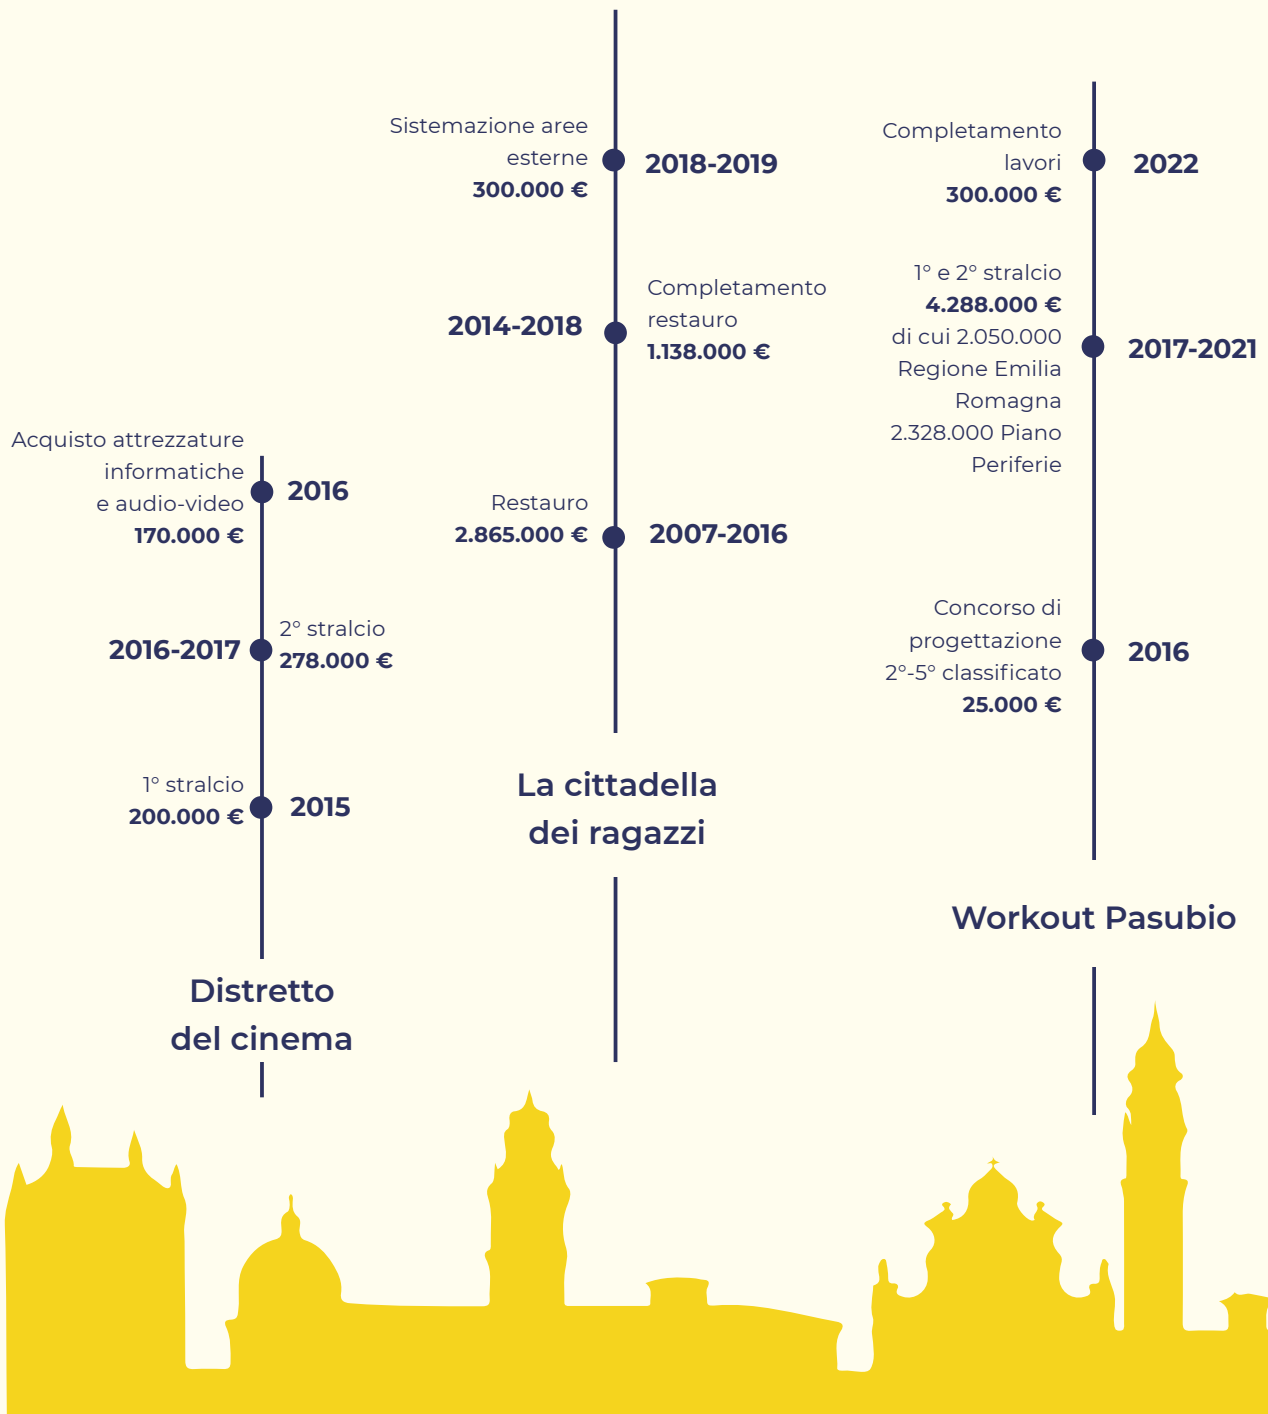 Acquisto attrezzature
informatiche
e audio-video
170.000 €
2016
2016-2017
2° stralcio
278.000 €
1° stralcio
200.000 €
2015
Distretto
del cinema
Sistemazione aree
esterne
300.000 €
2018-2019
2014-2018
Completamento
restauro
1.138.000 €
Restauro
2.865.000 €
2007-2016
La cittadella
dei ragazzi
Completamento
lavori
300.000 €
2022
1° e 2° stralcio
4.288.000 €
di cui 2.050.000
Regione Emilia
Romagna
2.328.000 Piano
Periferie
2017-2021
Concorso di
progettazione
2°-5° classificato
25.000 €
2016
Workout Pasubio